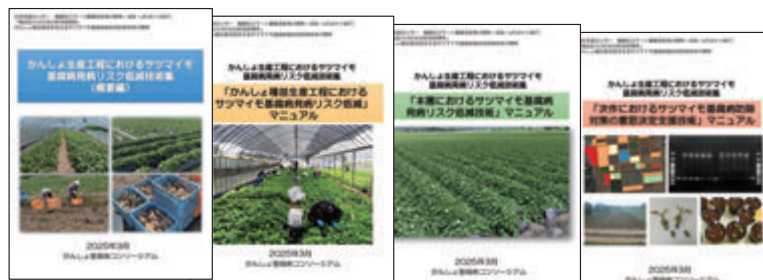 かんしょ生産工程におけるサツマイモ
基腐病発病リスク低減技術集
(概要編)
2025年3月
かんしょ基腐病コンソーシアム
かんしょ生産工程におけるサツマイモ
基腐病発病リスク低減技術集
「かんしょ種苗生産工程における
サツマイモ基腐病発病リスク低減」
マニュアル
2025年3月
かんしょ基腐病コンソーシアム
かんしょ生産工程におけるサツマイモ
基腐病発病リスク低減技術集
「本圃におけるサツマイモ基腐病
発病リスク低減技術」マニュアル
2025年3月
かんしょ基腐病コンソーシアム
かんしょ生産工程におけるサツマイモ
基腐病発病リスク低減技術集
「次作におけるサツマイモ基腐病防除
対策の意思決定支援技術」マニュアル
2025年3月
かんしょ基腐病コンソーシアム